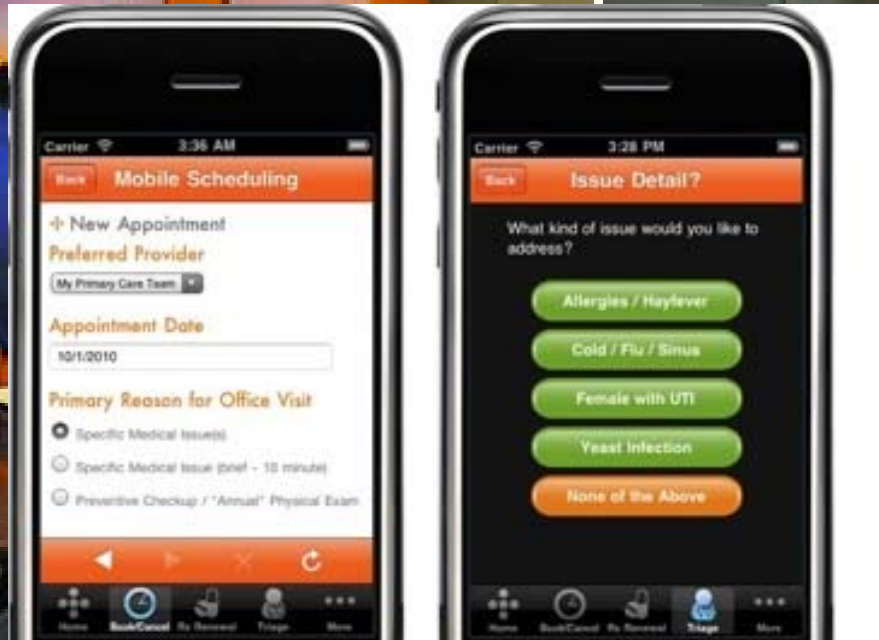 Carrier 3:36 AM
Back Mobile Scheduling
New Appointment
Preferred Provider
My Primary Care Team
Appointment Date
10/1/2010
Primary Reason for Office Visit
Specific Medical Issue(s)
Specific Medical Issue (brief - 10 minute)
Preventive Checkup / "Annual" Physical Exam
Home Book/Cancel Rx Renewal Triage More
Carrier 3:28 PM
Back Issue Detail?
What kind of issue would you like to
address?
Allergies / Hayfever
Cold / Flu / Sinus
Female with UTI
Yeast Infection
None of the Above
Home Book/Cancel Rx Renewal Triage More